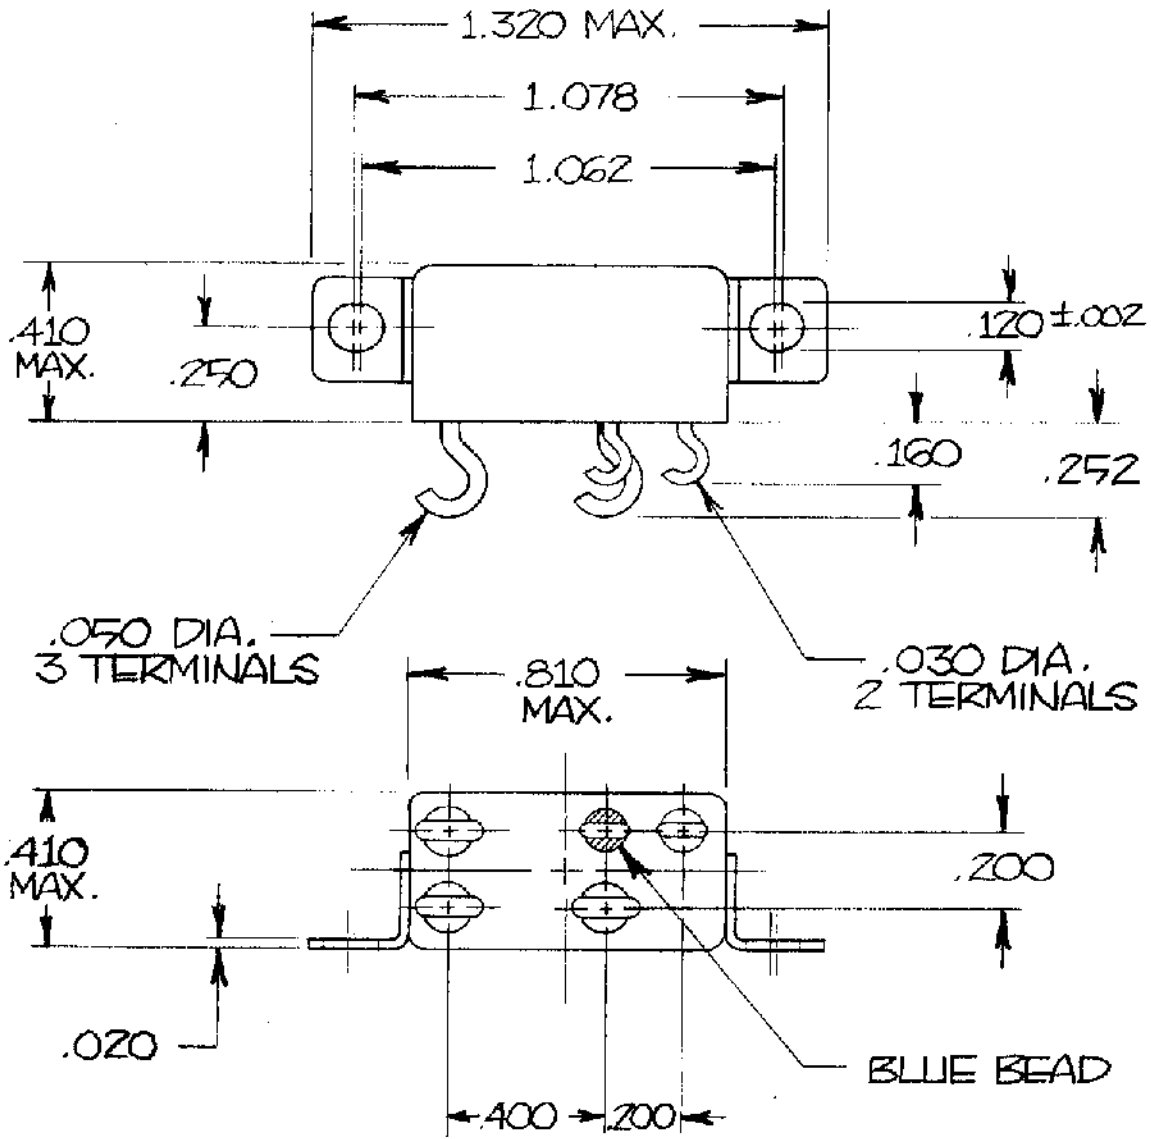 1.320 MAX.
1.078
1.062
.410
MAX.
.250
.120 ±.002
.160
.252
.050 DIA.
3 TERMINALS
.030 DIA.
2 TERMINALS
.810
MAX.
.410
MAX.
.200
.020
BLUE BEAD
.400
.200